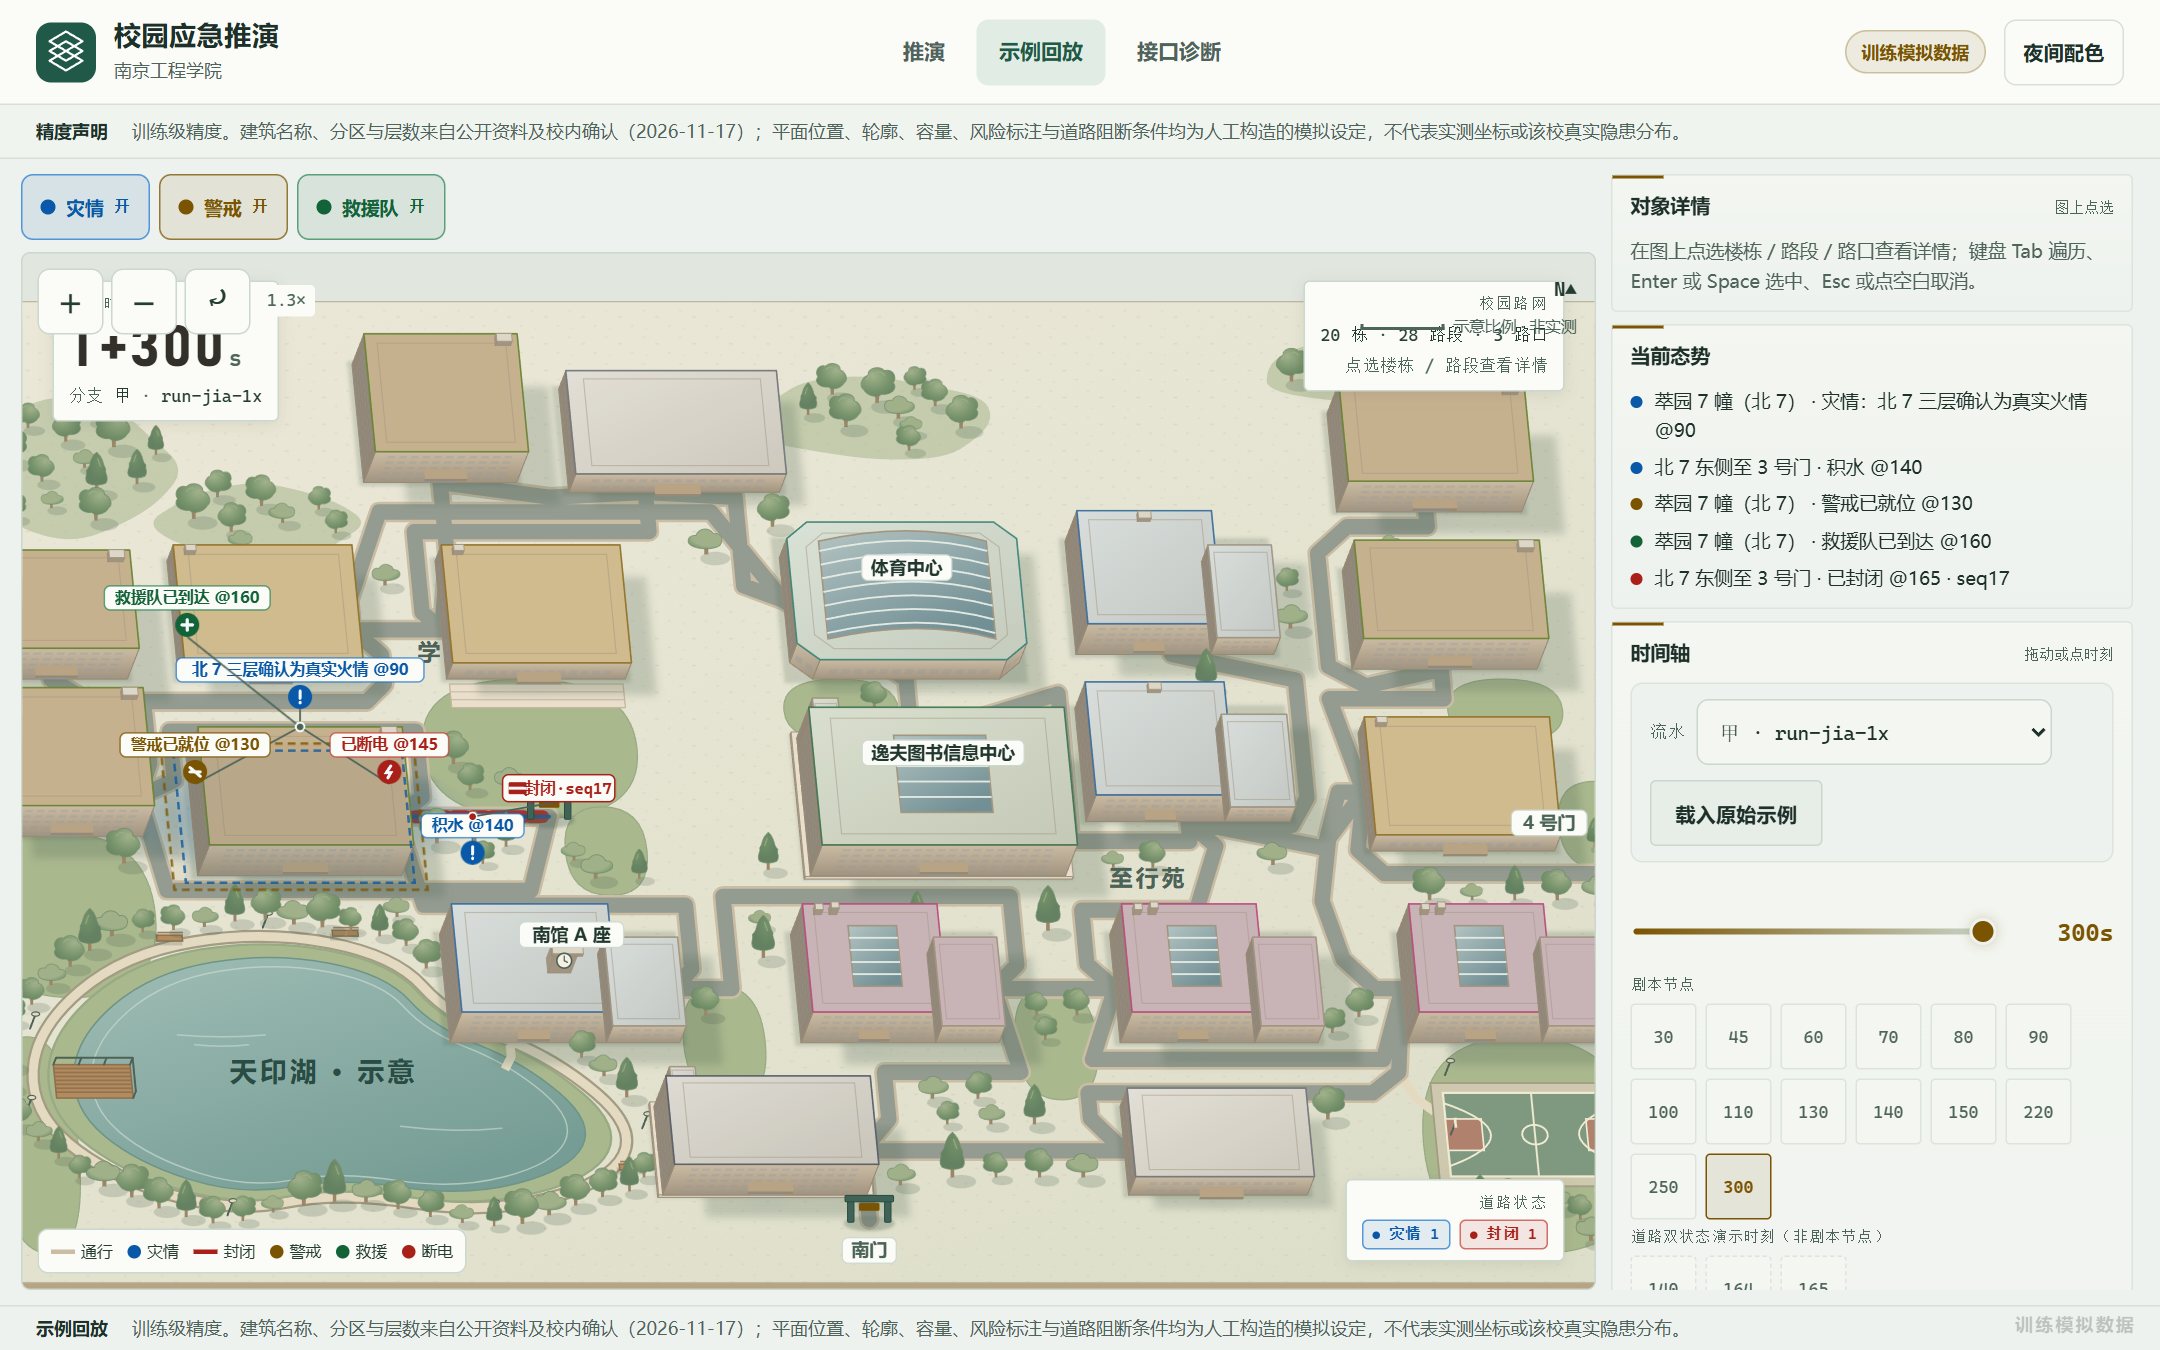 校园应急推演
南京工程学院
推演
示例回放
接口诊断
训练模拟数据
夜间配色
精度声明 训练级精度。建筑名称、分区与层数来自公开资料及校内确认（2026-11-17）；平面位置、轮廓、容量、风险标注与道路阻断条件均为人工构造的模拟设定，不代表实测坐标或该校真实隐患分布。
灾情 开
警戒 开
救援队 开
+
−
1.3×
T+300s
分支 甲 · run-jia-1x
校园路网
N▲
示意比例 · 非实测
20 栋 · 28 路段 · 3 路口
点选楼栋 / 路段查看详情
体育中心
救援队已到达 @160
学
北 7 三层确认为真实火情 @90
警戒已就位 @130
已断电 @145
封闭·seq17
积水 @140
逸夫图书信息中心
4 号门
至行苑
南馆 A 座
天印湖 · 示意
南门
通行 灾情 封闭 警戒 救援 断电
道路状态
灾情 1
封闭 1
对象详情
图上点选
在图上点选楼栋 / 路段 / 路口查看详情；键盘 Tab 遍历、
Enter 或 Space 选中、Esc 或点空白取消。
当前态势
萃园 7 幢（北 7） · 灾情：北 7 三层确认为真实火情
@90
北 7 东侧至 3 号门 · 积水 @140
萃园 7 幢（北 7） · 警戒已就位 @130
萃园 7 幢（北 7） · 救援队已到达 @160
北 7 东侧至 3 号门 · 已封闭 @165 · seq17
时间轴
拖动或点时刻
流水
甲 · run-jia-1x
载入原始示例
300s
剧本节点
30 45 60 70 80 90
100 110 130 140 150 220
250 300
道路双状态演示时刻（非剧本节点）
140 164 165
示例回放 训练级精度。建筑名称、分区与层数来自公开资料及校内确认（2026-11-17）；平面位置、轮廓、容量、风险标注与道路阻断条件均为人工构造的模拟设定，不代表实测坐标或该校真实隐患分布。
训练模拟数据